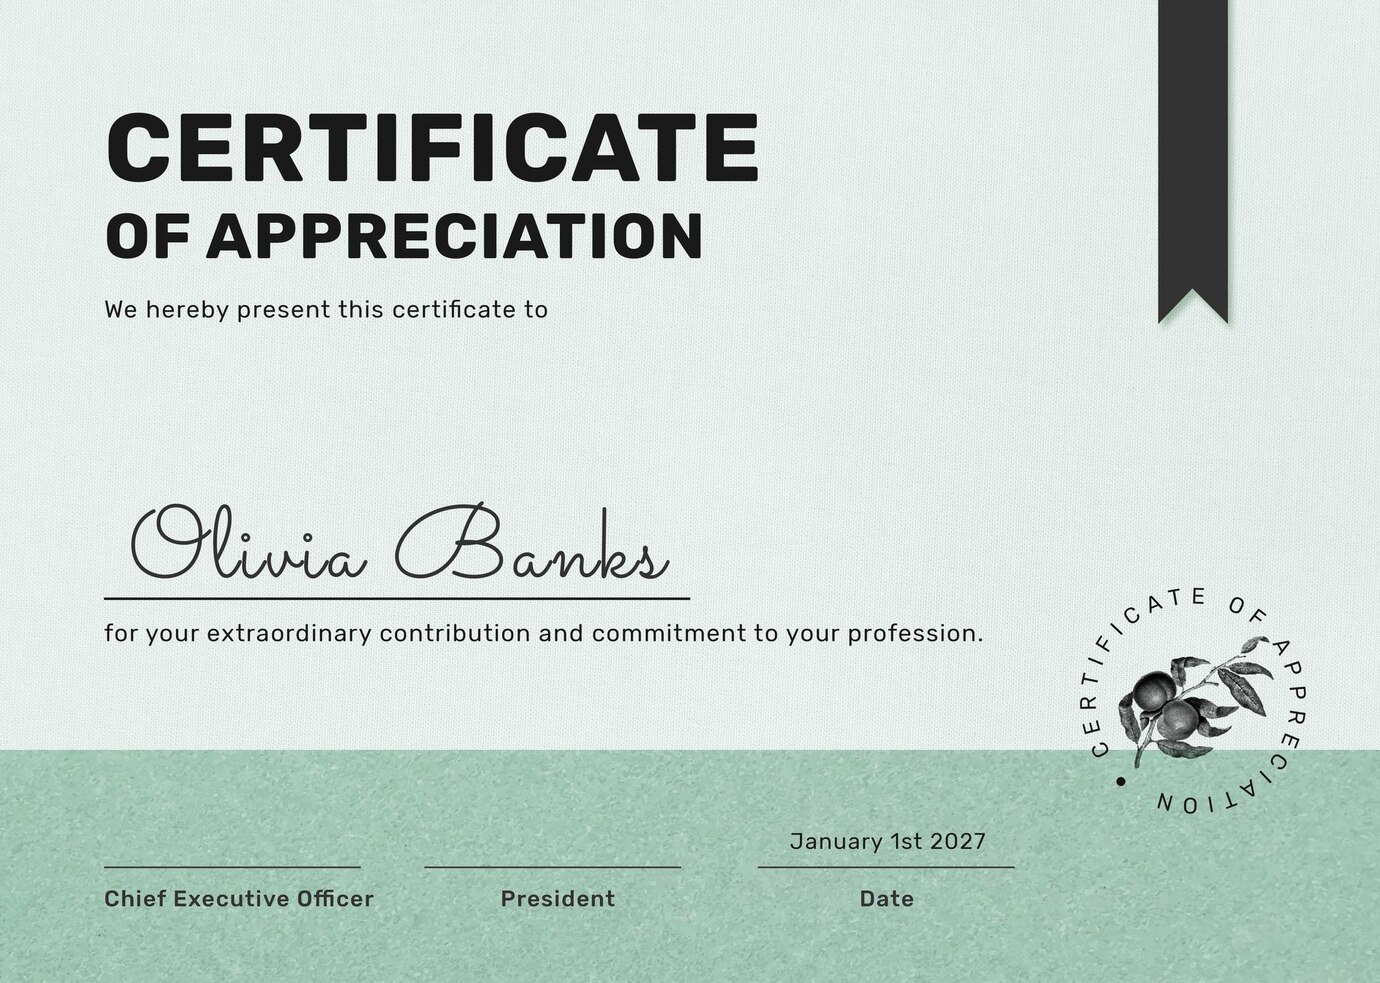 CERTIFICATE
OF APPRECIATION
We hereby present this certificate to
Olivia Banks
for your extraordinary contribution and commitment to your profession.
CERTIFICATE OF APPRECIATION •
January 1st 2027
Chief Executive Officer
President
Date